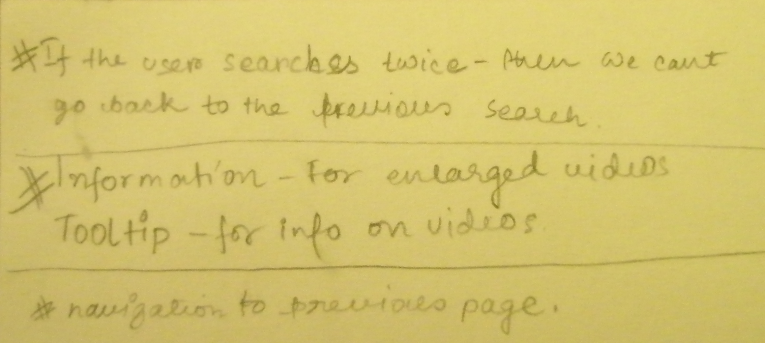 #If the user searches twice - then we cant
go back to the previous search.
#Information - For enlarged videos
Tooltip - for info on videos.
# navigation to previous page.